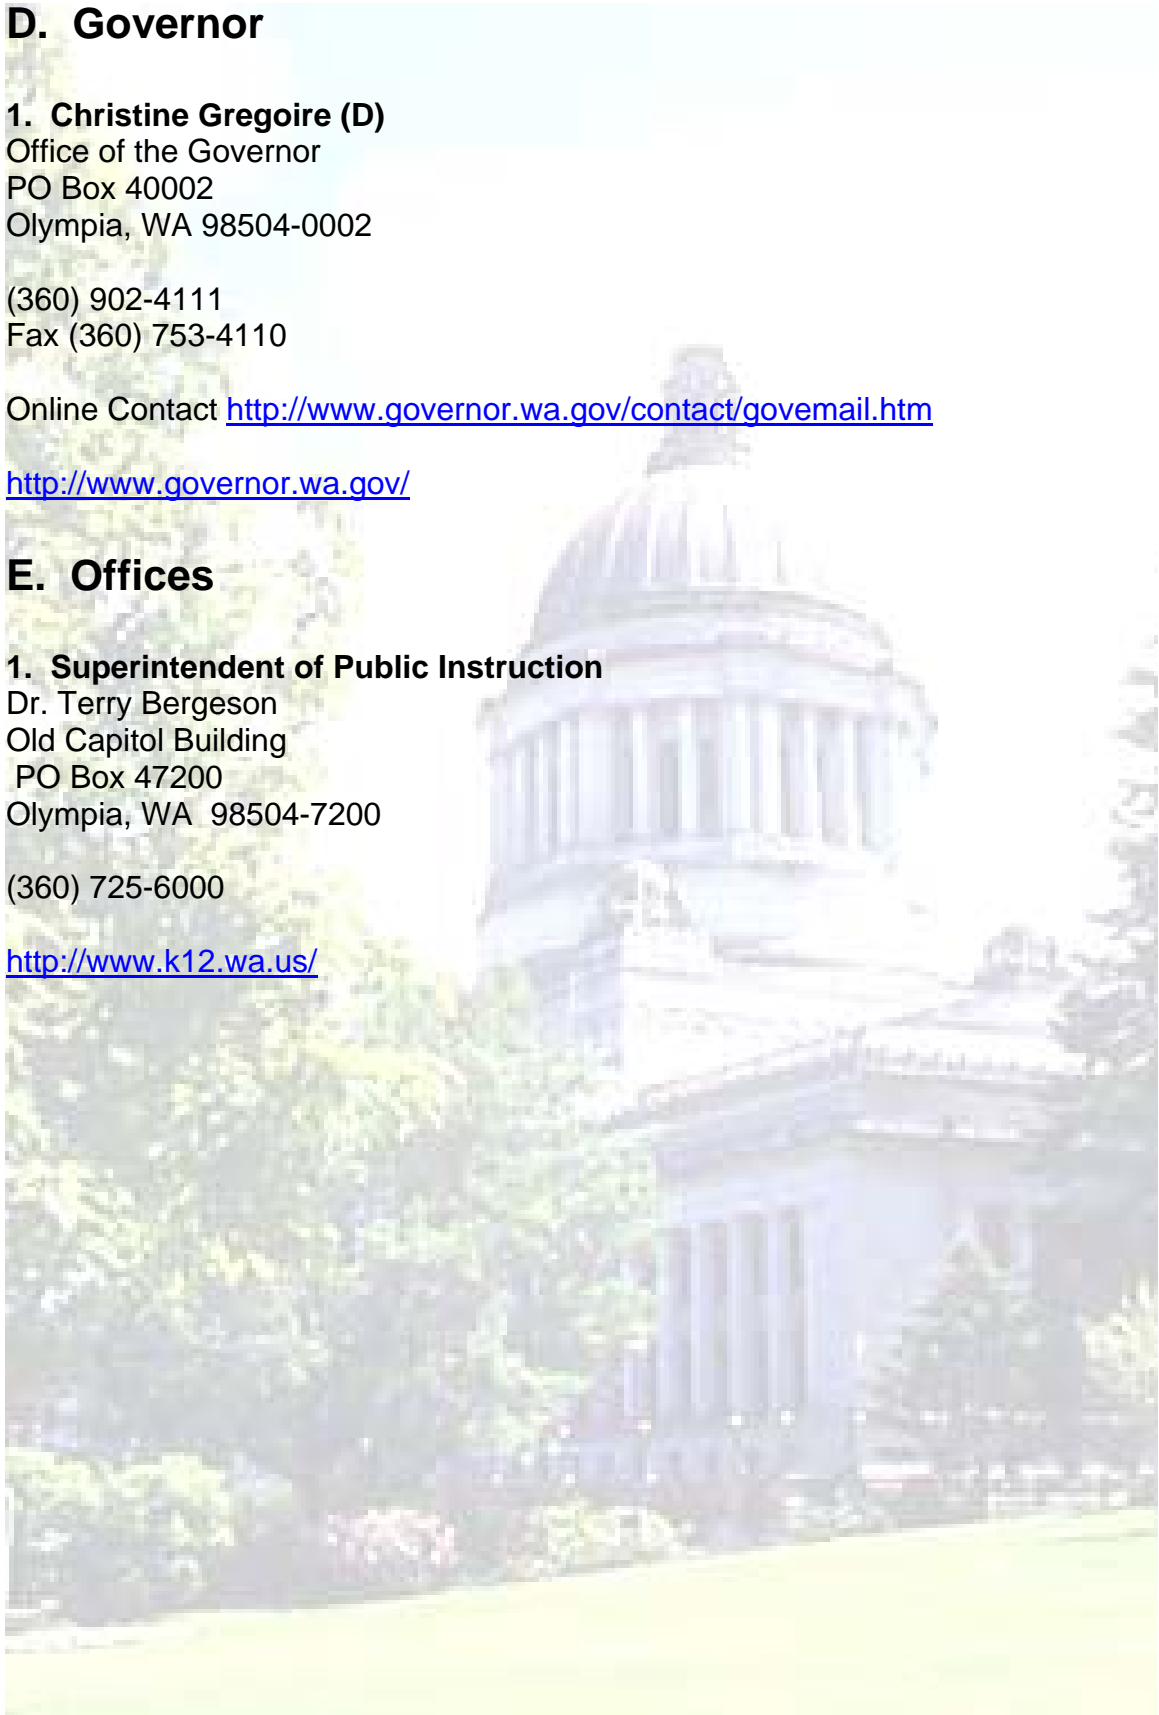 D. Governor
1. Christine Gregoire (D)
Office of the Governor
PO Box 40002
Olympia, WA 98504-0002
(360) 902-4111
Fax (360) 753-4110
Online Contact http://www.governor.wa.gov/contact/govemail.htm
http://www.governor.wa.gov/
E. Offices
1. Superintendent of Public Instruction
Dr. Terry Bergeson
Old Capitol Building
PO Box 47200
Olympia, WA 98504-7200
(360) 725-6000
http://www.k12.wa.us/